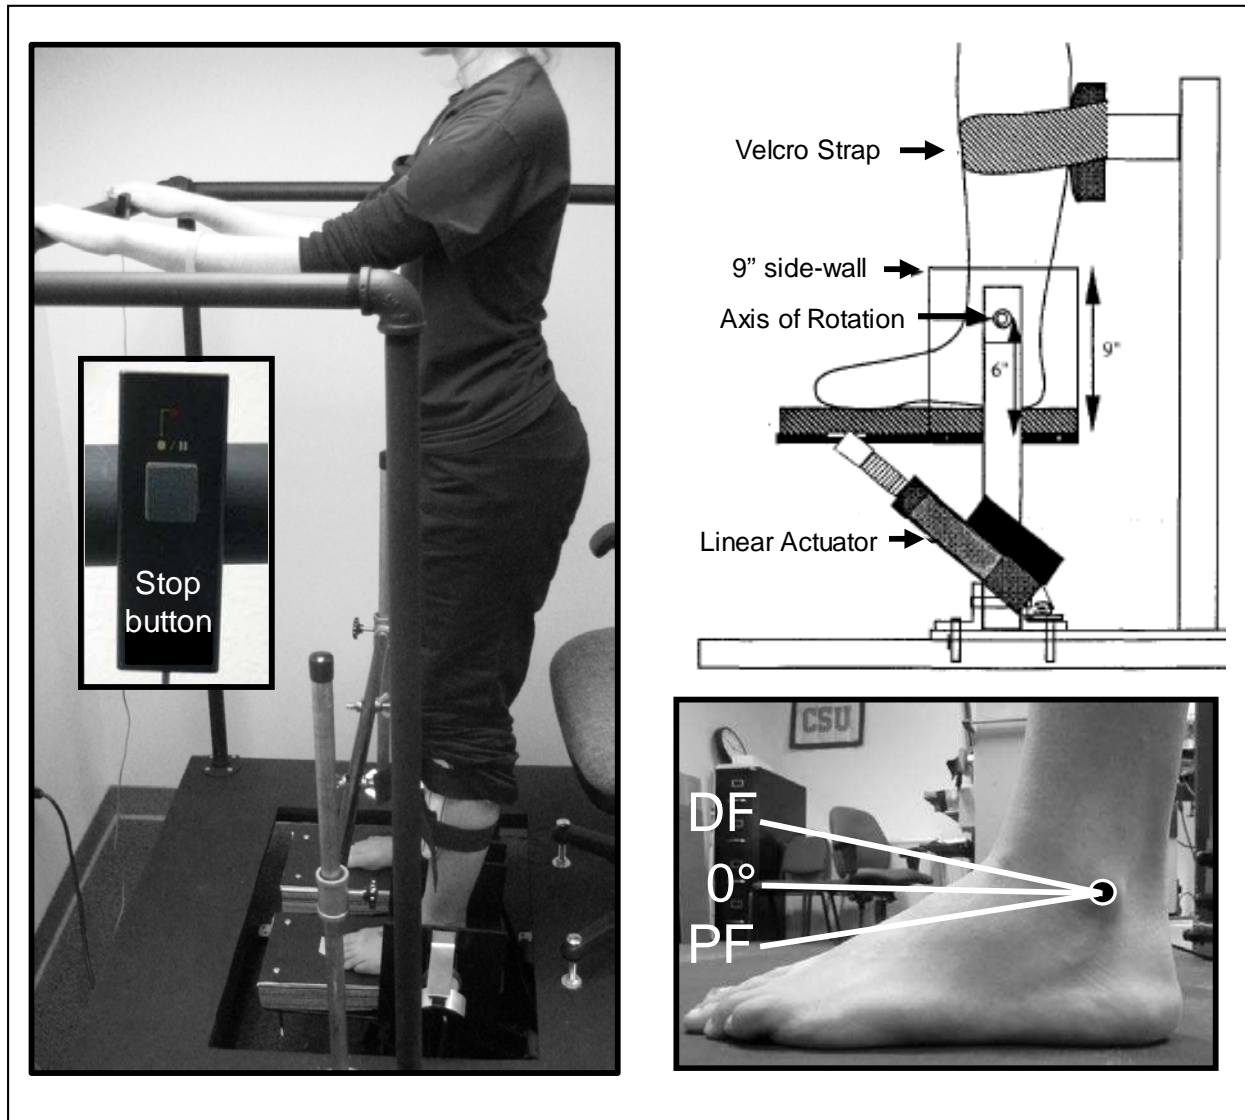 Stop
button
Velcro Strap
9” side-wall
Axis of Rotation
9"
6"
Linear Actuator
CSU
DF
0°
PF